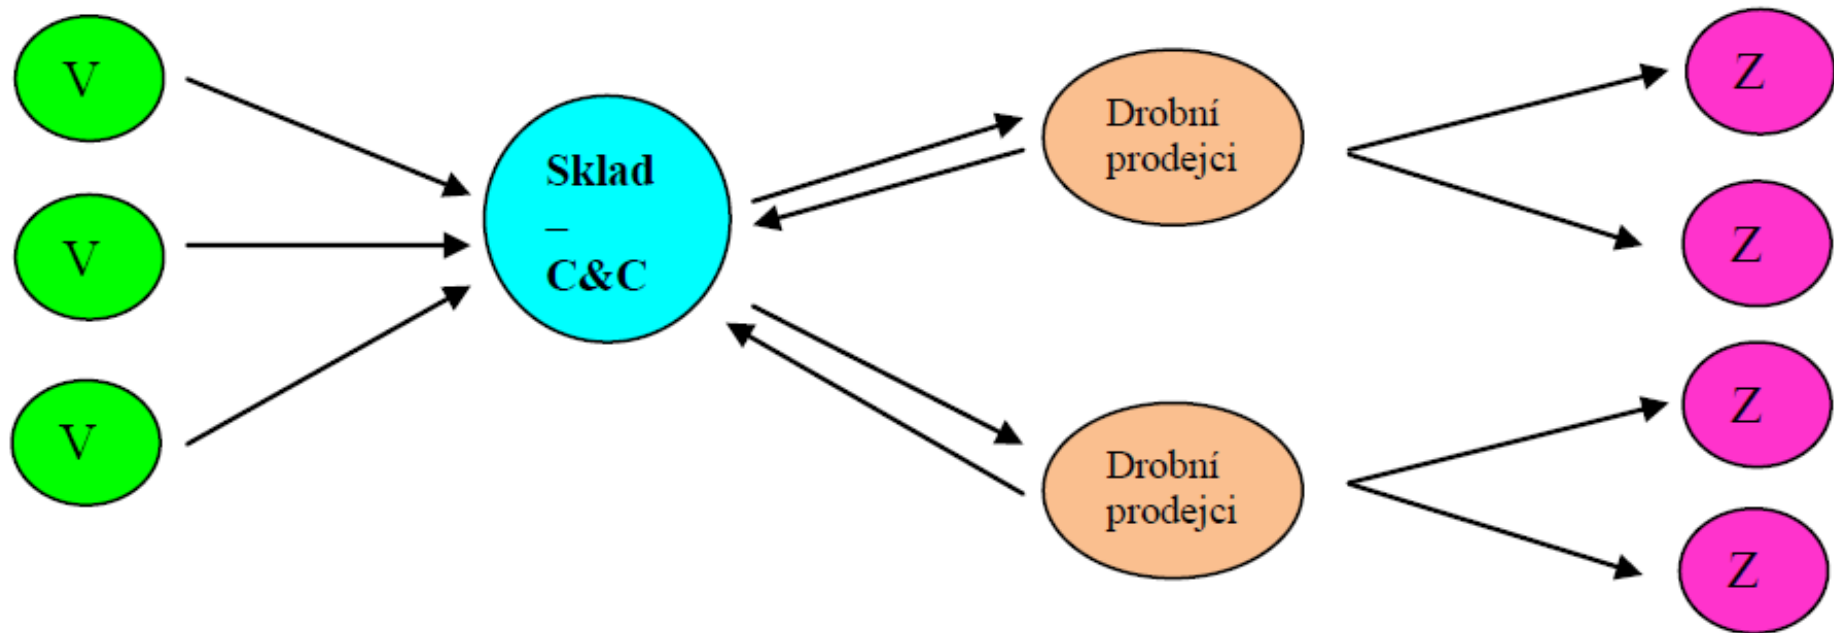 V
V
V
Sklad
–
C&C
Drobní
prodejci
Drobní
prodejci
Z
Z
Z
Z